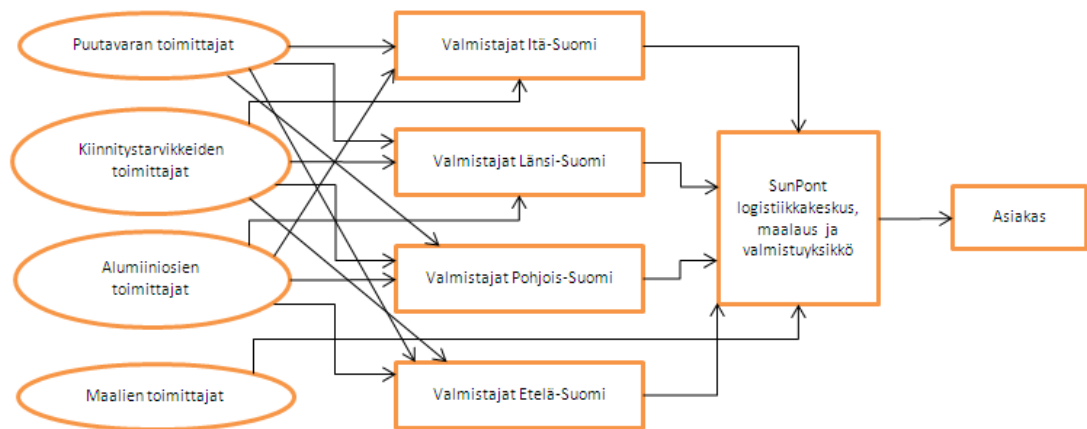 Puutavaran toimittajat
Kiinnitystarvikkeiden
toimittajat
Alumiiniosien
toimittajat
Maalien toimittajat
Valmistajat Itä-Suomi
Valmistajat Länsi-Suomi
Valmistajat Pohjois-Suomi
Valmistajat Etelä-Suomi
SunPont
logistiikkakeskus,
maalaus ja
valmistuyksikkö
Asiakas